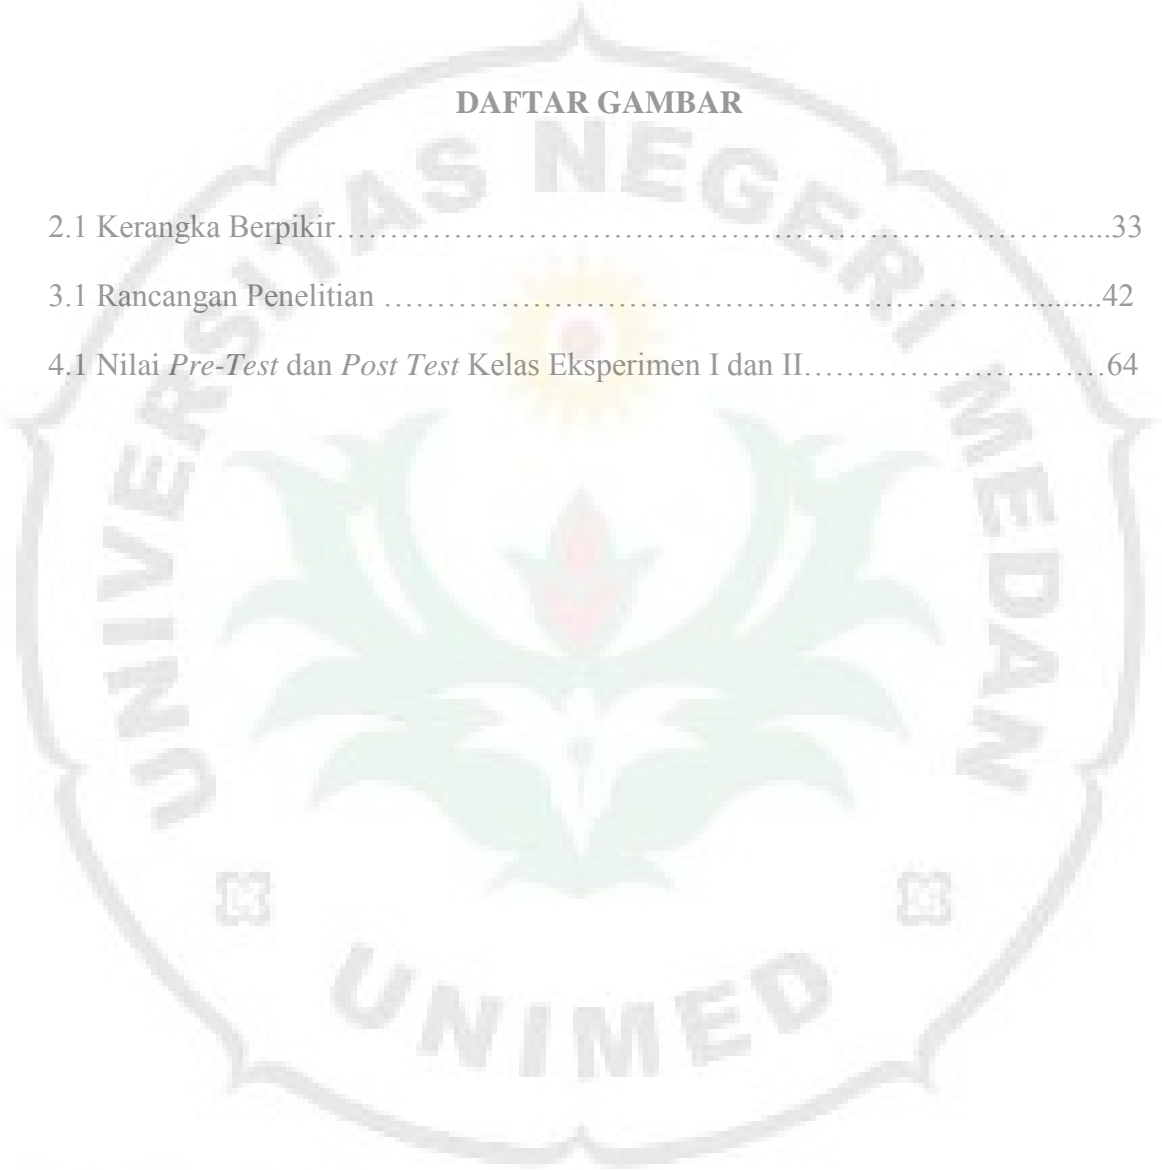 DAFTAR GAMBAR
2.1 Kerangka Berpikir…………………………………………………………….....33
3.1 Rancangan Penelitian ……………………………………………………..........42
4.1 Nilai Pre-Test dan Post Test Kelas Eksperimen I dan II…………………..……64
UNIVERSITAS NEGERI MEDAN
UNIMED